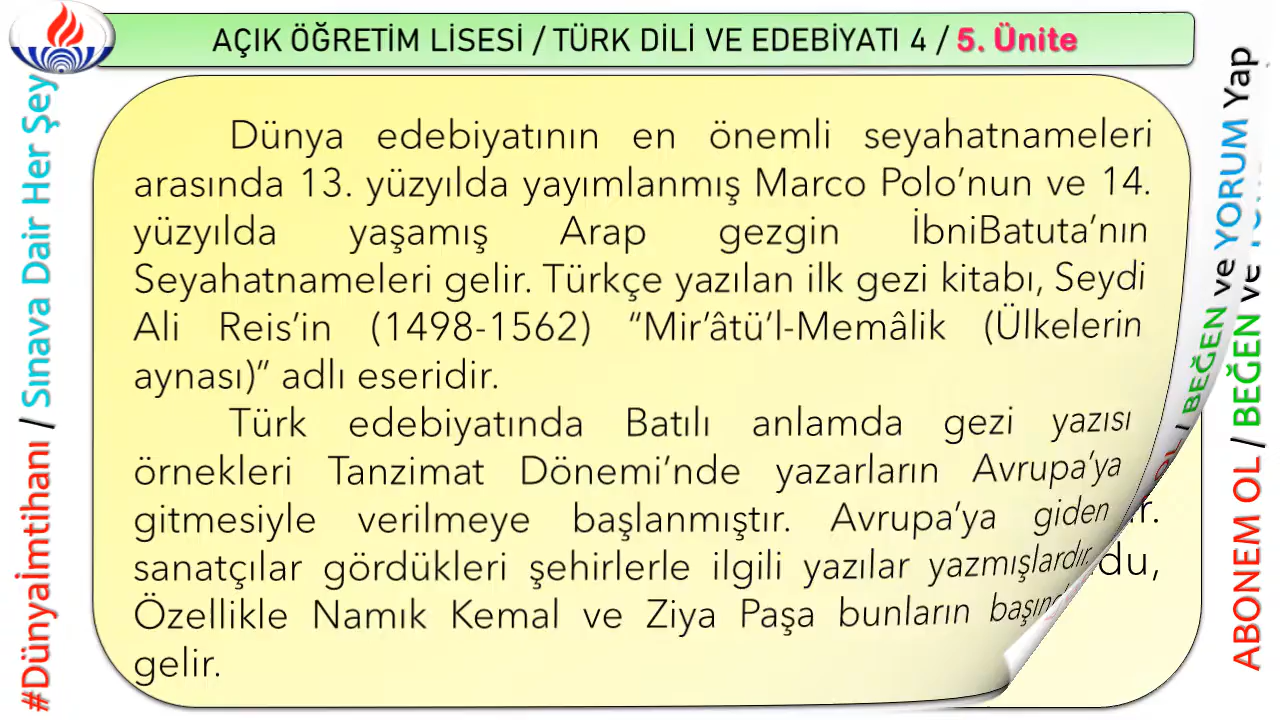 AÇIK ÖĞRETİM LİSESİ / TÜRK DİLİ VE EDEBİYATI 4 / 5. Ünite
#Dünyaİmtihanı / Sınava Dair Her Şey
Dünya edebiyatının en önemli seyahatnameleri
arasında 13. yüzyılda yayımlanmış Marco Polo’nun ve 14.
yüzyılda yaşamış Arap gezgin İbniBatuta’nın
Seyahatnameleri gelir. Türkçe yazılan ilk gezi kitabı, Seydi
Ali Reis’in (1498-1562) “Mir’âtü’l-Memâlik (Ülkelerin
aynası)” adlı eseridir.
Türk edebiyatında Batılı anlamda gezi yazısı
örnekleri Tanzimat Dönemi’nde yazarların Avrupa’ya
gitmesiyle verilmeye başlanmıştır. Avrupa’ya giden
sanatçılar gördükleri şehirlerle ilgili yazılar yazmışlardır.
Özellikle Namık Kemal ve Ziya Paşa bunların
gelir.
BEĞEN ve YORUM Yap
ABONEM OL / BEĞEN ve